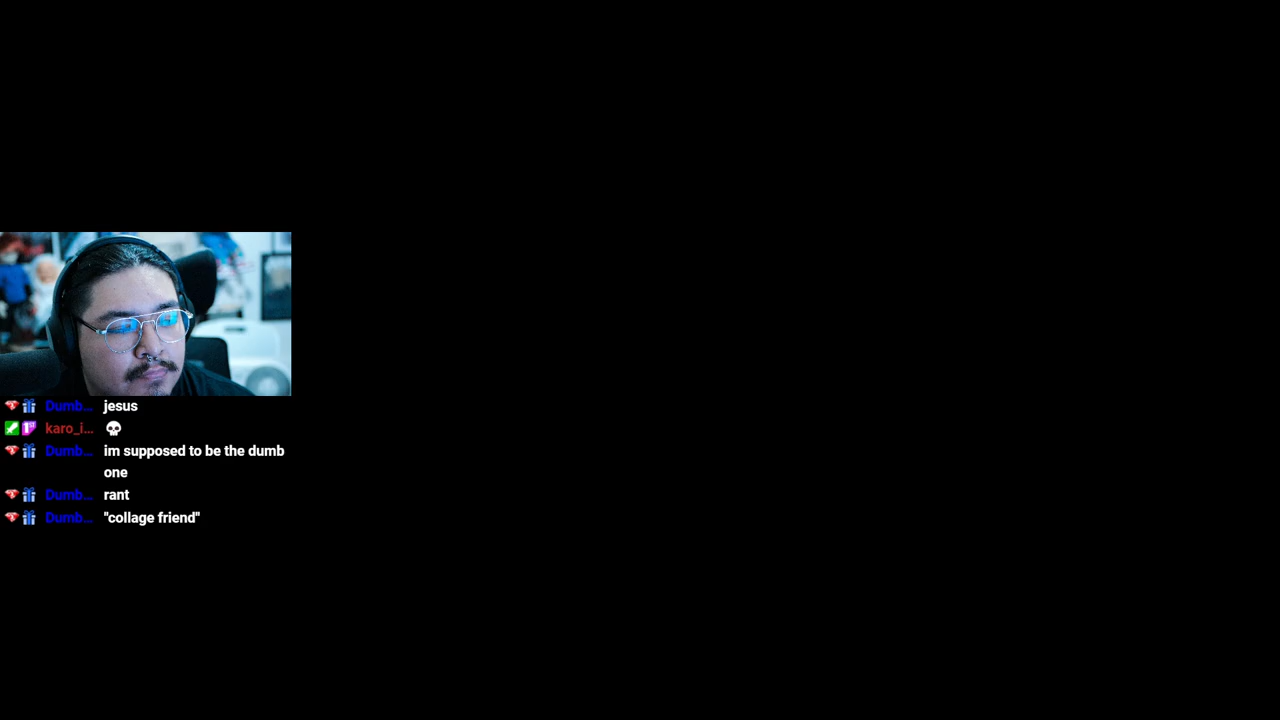 Dumb... jesus
karo_i... 💀
Dumb... im supposed to be the dumb
one
Dumb... rant
Dumb... "collage friend"